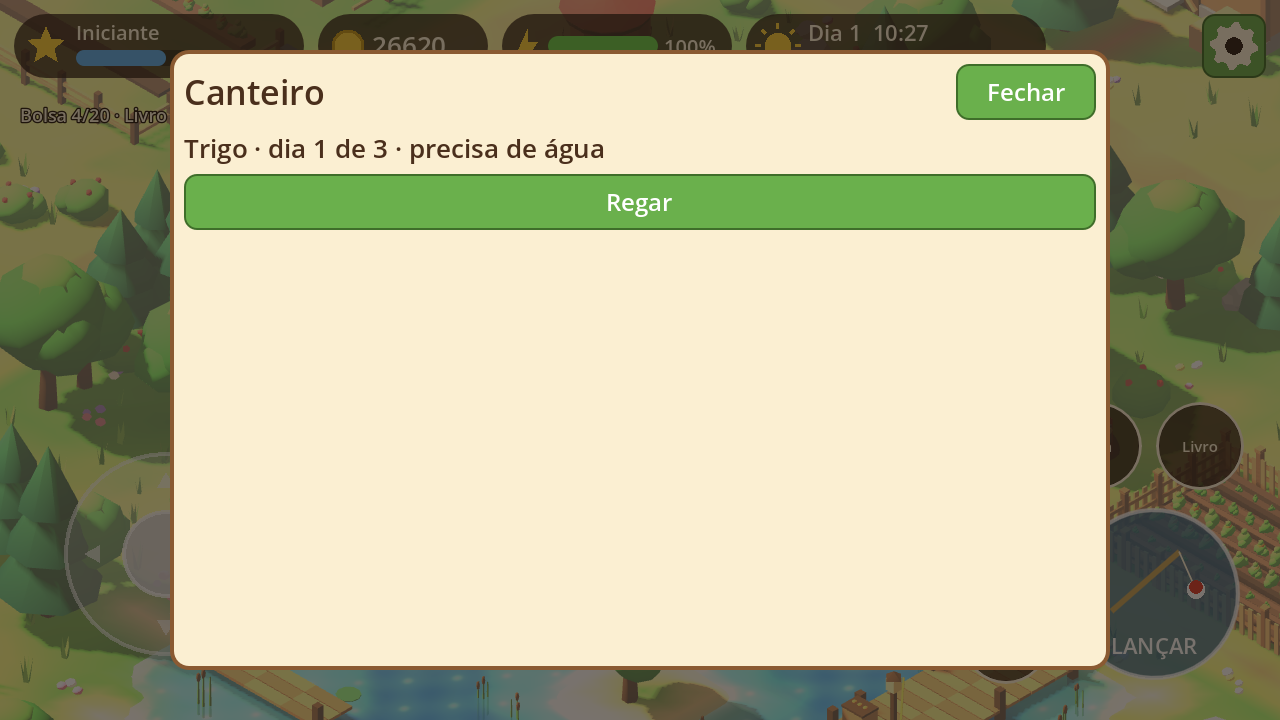 Iniciante
26620
100%
Dia 1 10:27
Bolsa 4/20 · Livro
Canteiro
Fechar
Trigo · dia 1 de 3 · precisa de água
Regar
Livro
LANÇAR